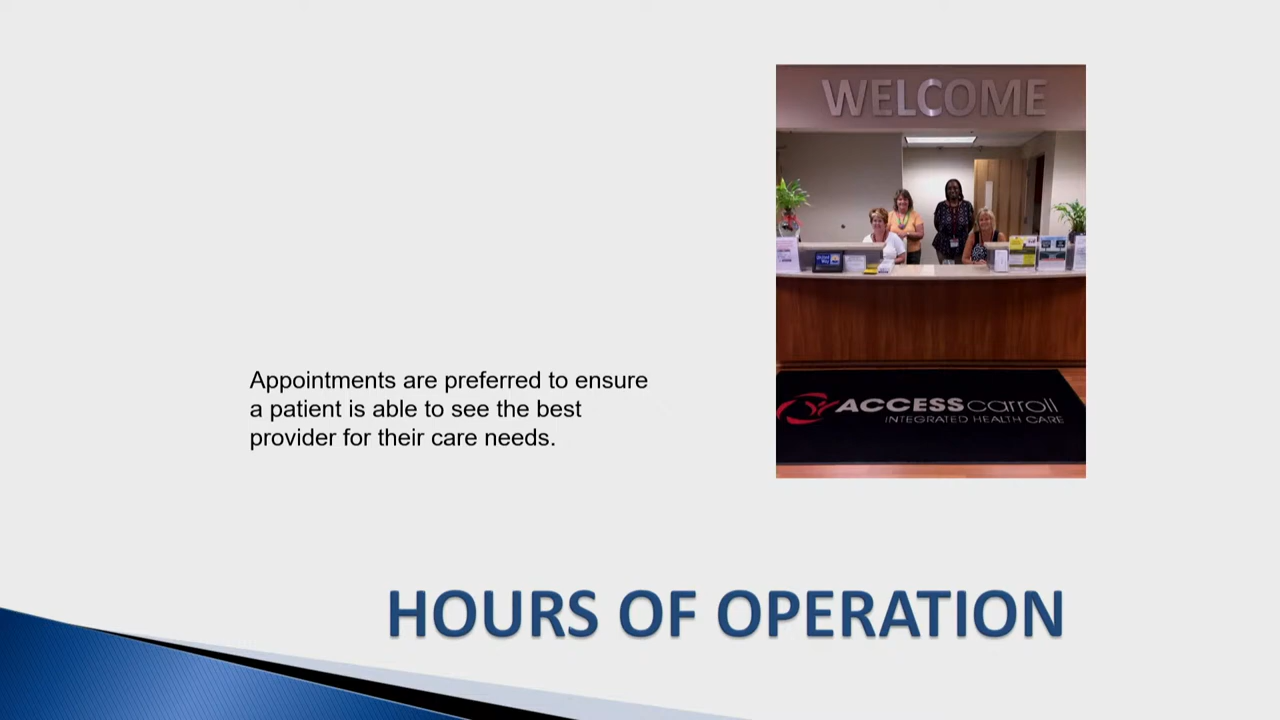 WELCOME
ACCESScarroll
INTEGRATED HEALTH CARE
Appointments are preferred to ensure
a patient is able to see the best
provider for their care needs.
HOURS OF OPERATION